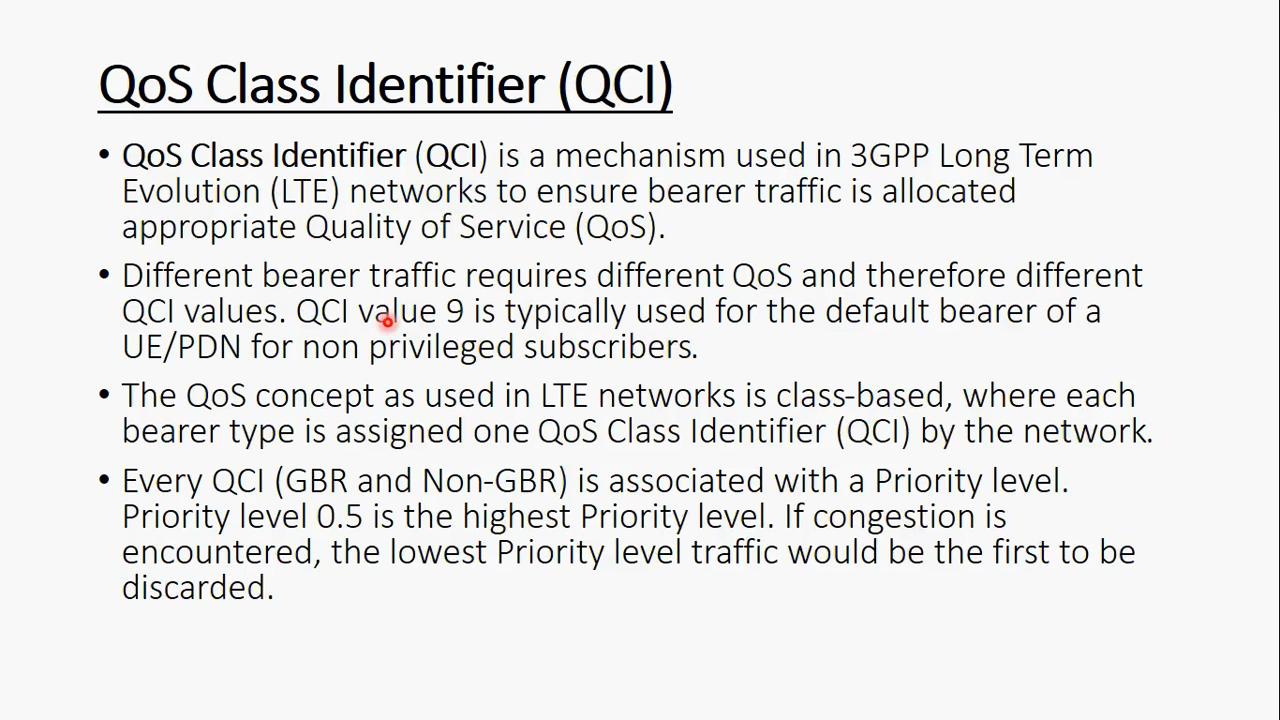 QoS Class Identifier (QCI)
• QoS Class Identifier (QCI) is a mechanism used in 3GPP Long Term
Evolution (LTE) networks to ensure bearer traffic is allocated
appropriate Quality of Service (QoS).
• Different bearer traffic requires different QoS and therefore different
QCI values. QCI value 9 is typically used for the default bearer of a
UE/PDN for non privileged subscribers.
• The QoS concept as used in LTE networks is class-based, where each
bearer type is assigned one QoS Class Identifier (QCI) by the network.
• Every QCI (GBR and Non-GBR) is associated with a Priority level.
Priority level 0.5 is the highest Priority level. If congestion is
encountered, the lowest Priority level traffic would be the first to be
discarded.